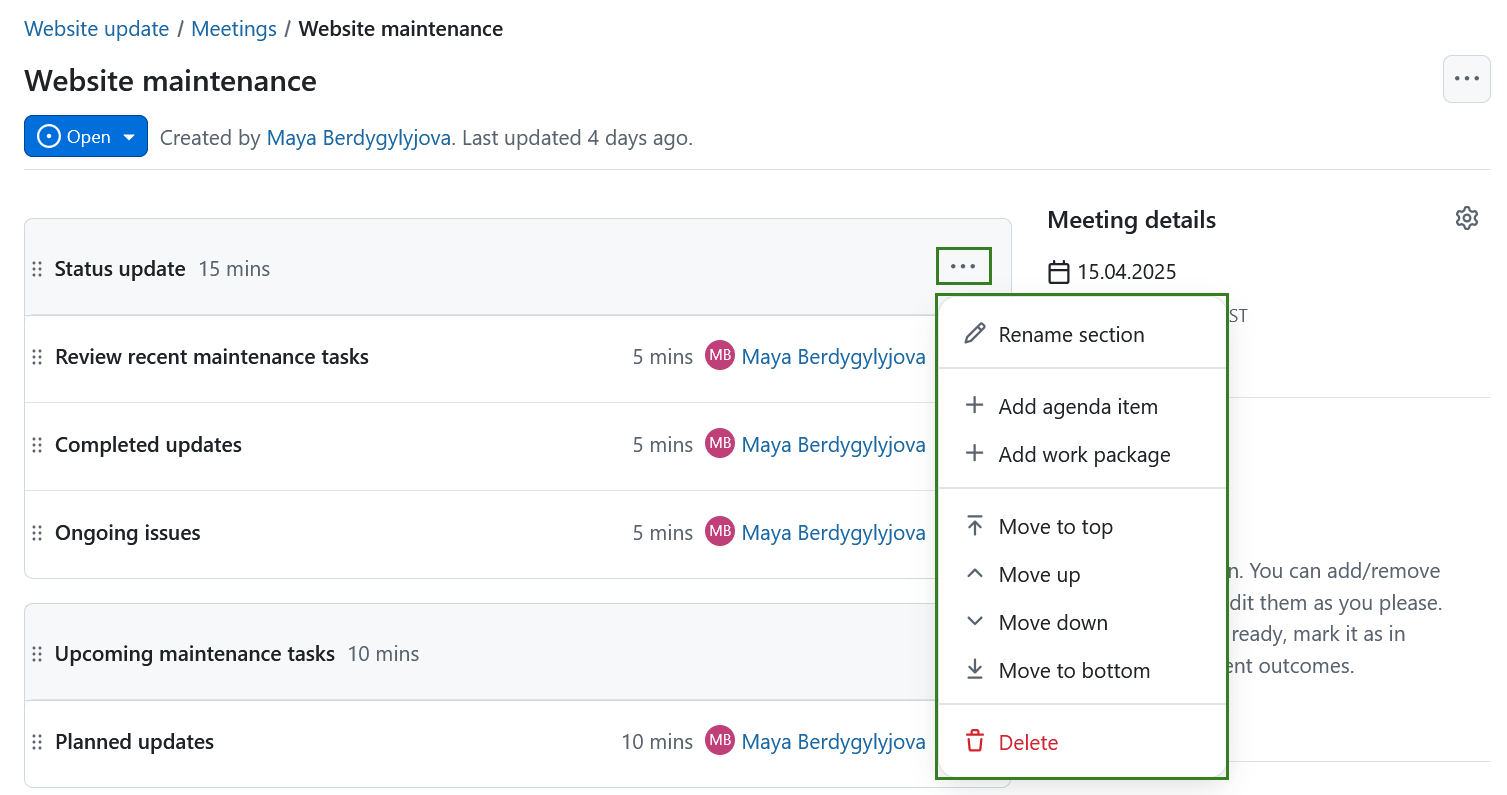 Website update / Meetings / Website maintenance
Website maintenance
Open Created by Maya Berdygylyjova. Last updated 4 days ago.
Status update 15 mins
Review recent maintenance tasks 5 mins MB Maya Berdygylyjova
Completed updates 5 mins MB Maya Berdygylyjova
Ongoing issues 5 mins MB Maya Berdygylyjova
Upcoming maintenance tasks 10 mins
Planned updates 10 mins MB Maya Berdygylyjova
Rename section
Add agenda item
Add work package
Move to top
Move up
Move down
Move to bottom
Delete
Meeting details
15.04.2025
ST
. You can add/remove
them as you please.
ready, mark it as in
outcomes.